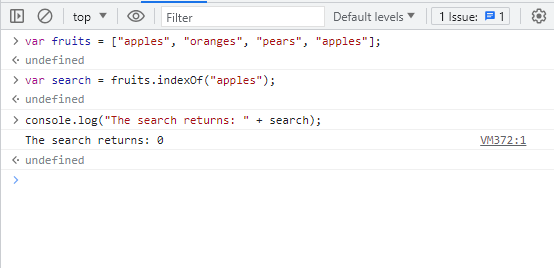 top ▼ Filter Default levels ▼ 1 Issue: 1
> var fruits = ["apples", "oranges", "pears", "apples"];
undefined
> var search = fruits.indexOf("apples");
undefined
> console.log("The search returns: " + search);
The search returns: 0 VM372:1
undefined
>